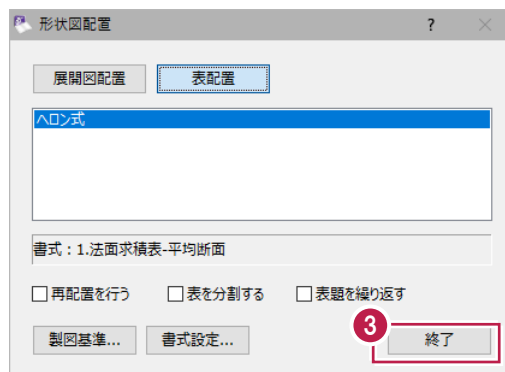 形状図配置 ?
展開図配置 表配置
ヘロン式
書式：1.法面求積表-平均断面
再配置を行う 表を分割する 表題を繰り返す
3
製図基準... 書式設定... 終了